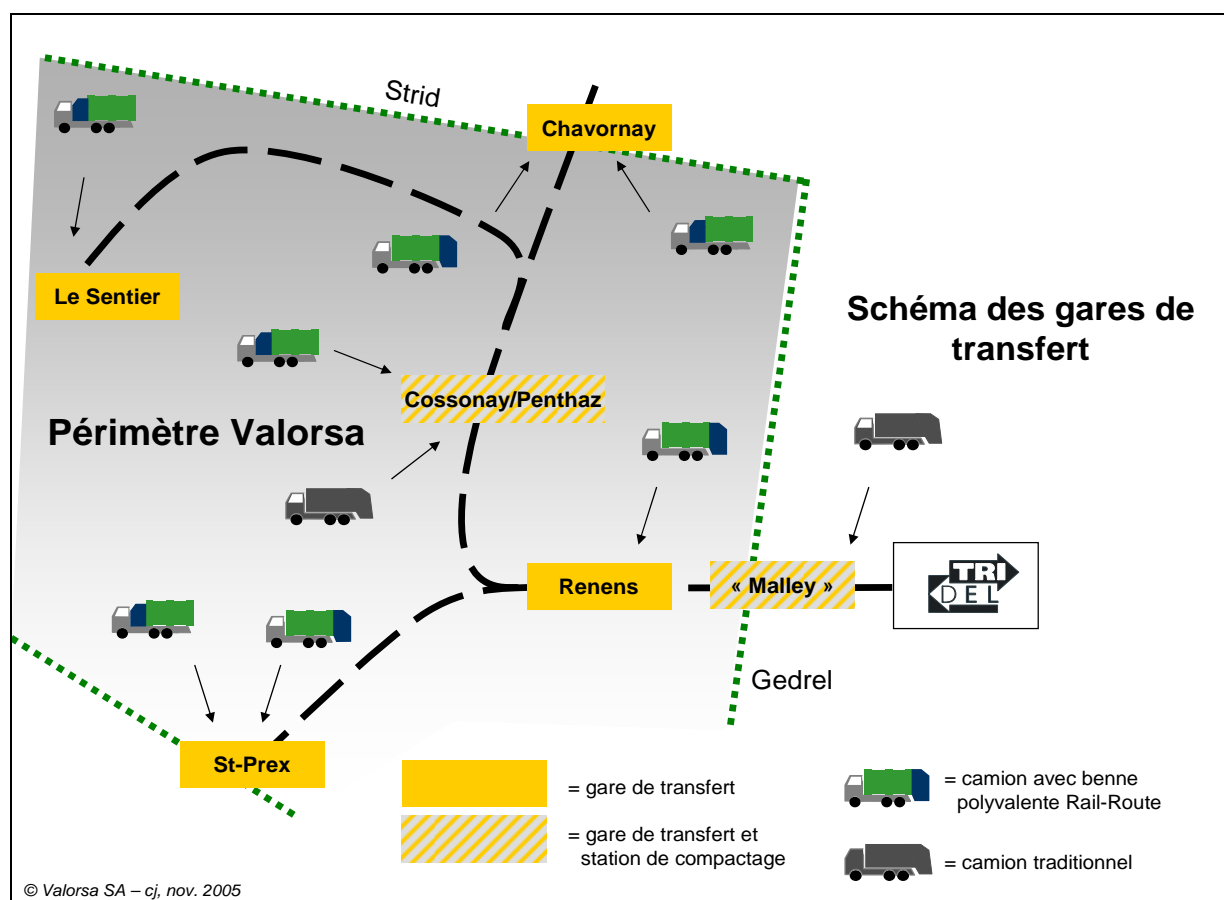 Strid
Chavornay
Le Sentier
Schéma des gares de
transfert
Cossonay/Penthaz
Périmètre Valorsa
Renens
« Malley »
TRI
DEL
Gedrel
St-Prex
= gare de transfert
= camion avec benne
polyvalente Rail-Route
= gare de transfert et
station de compactage
= camion traditionnel
© Valorsa SA – cj, nov. 2005